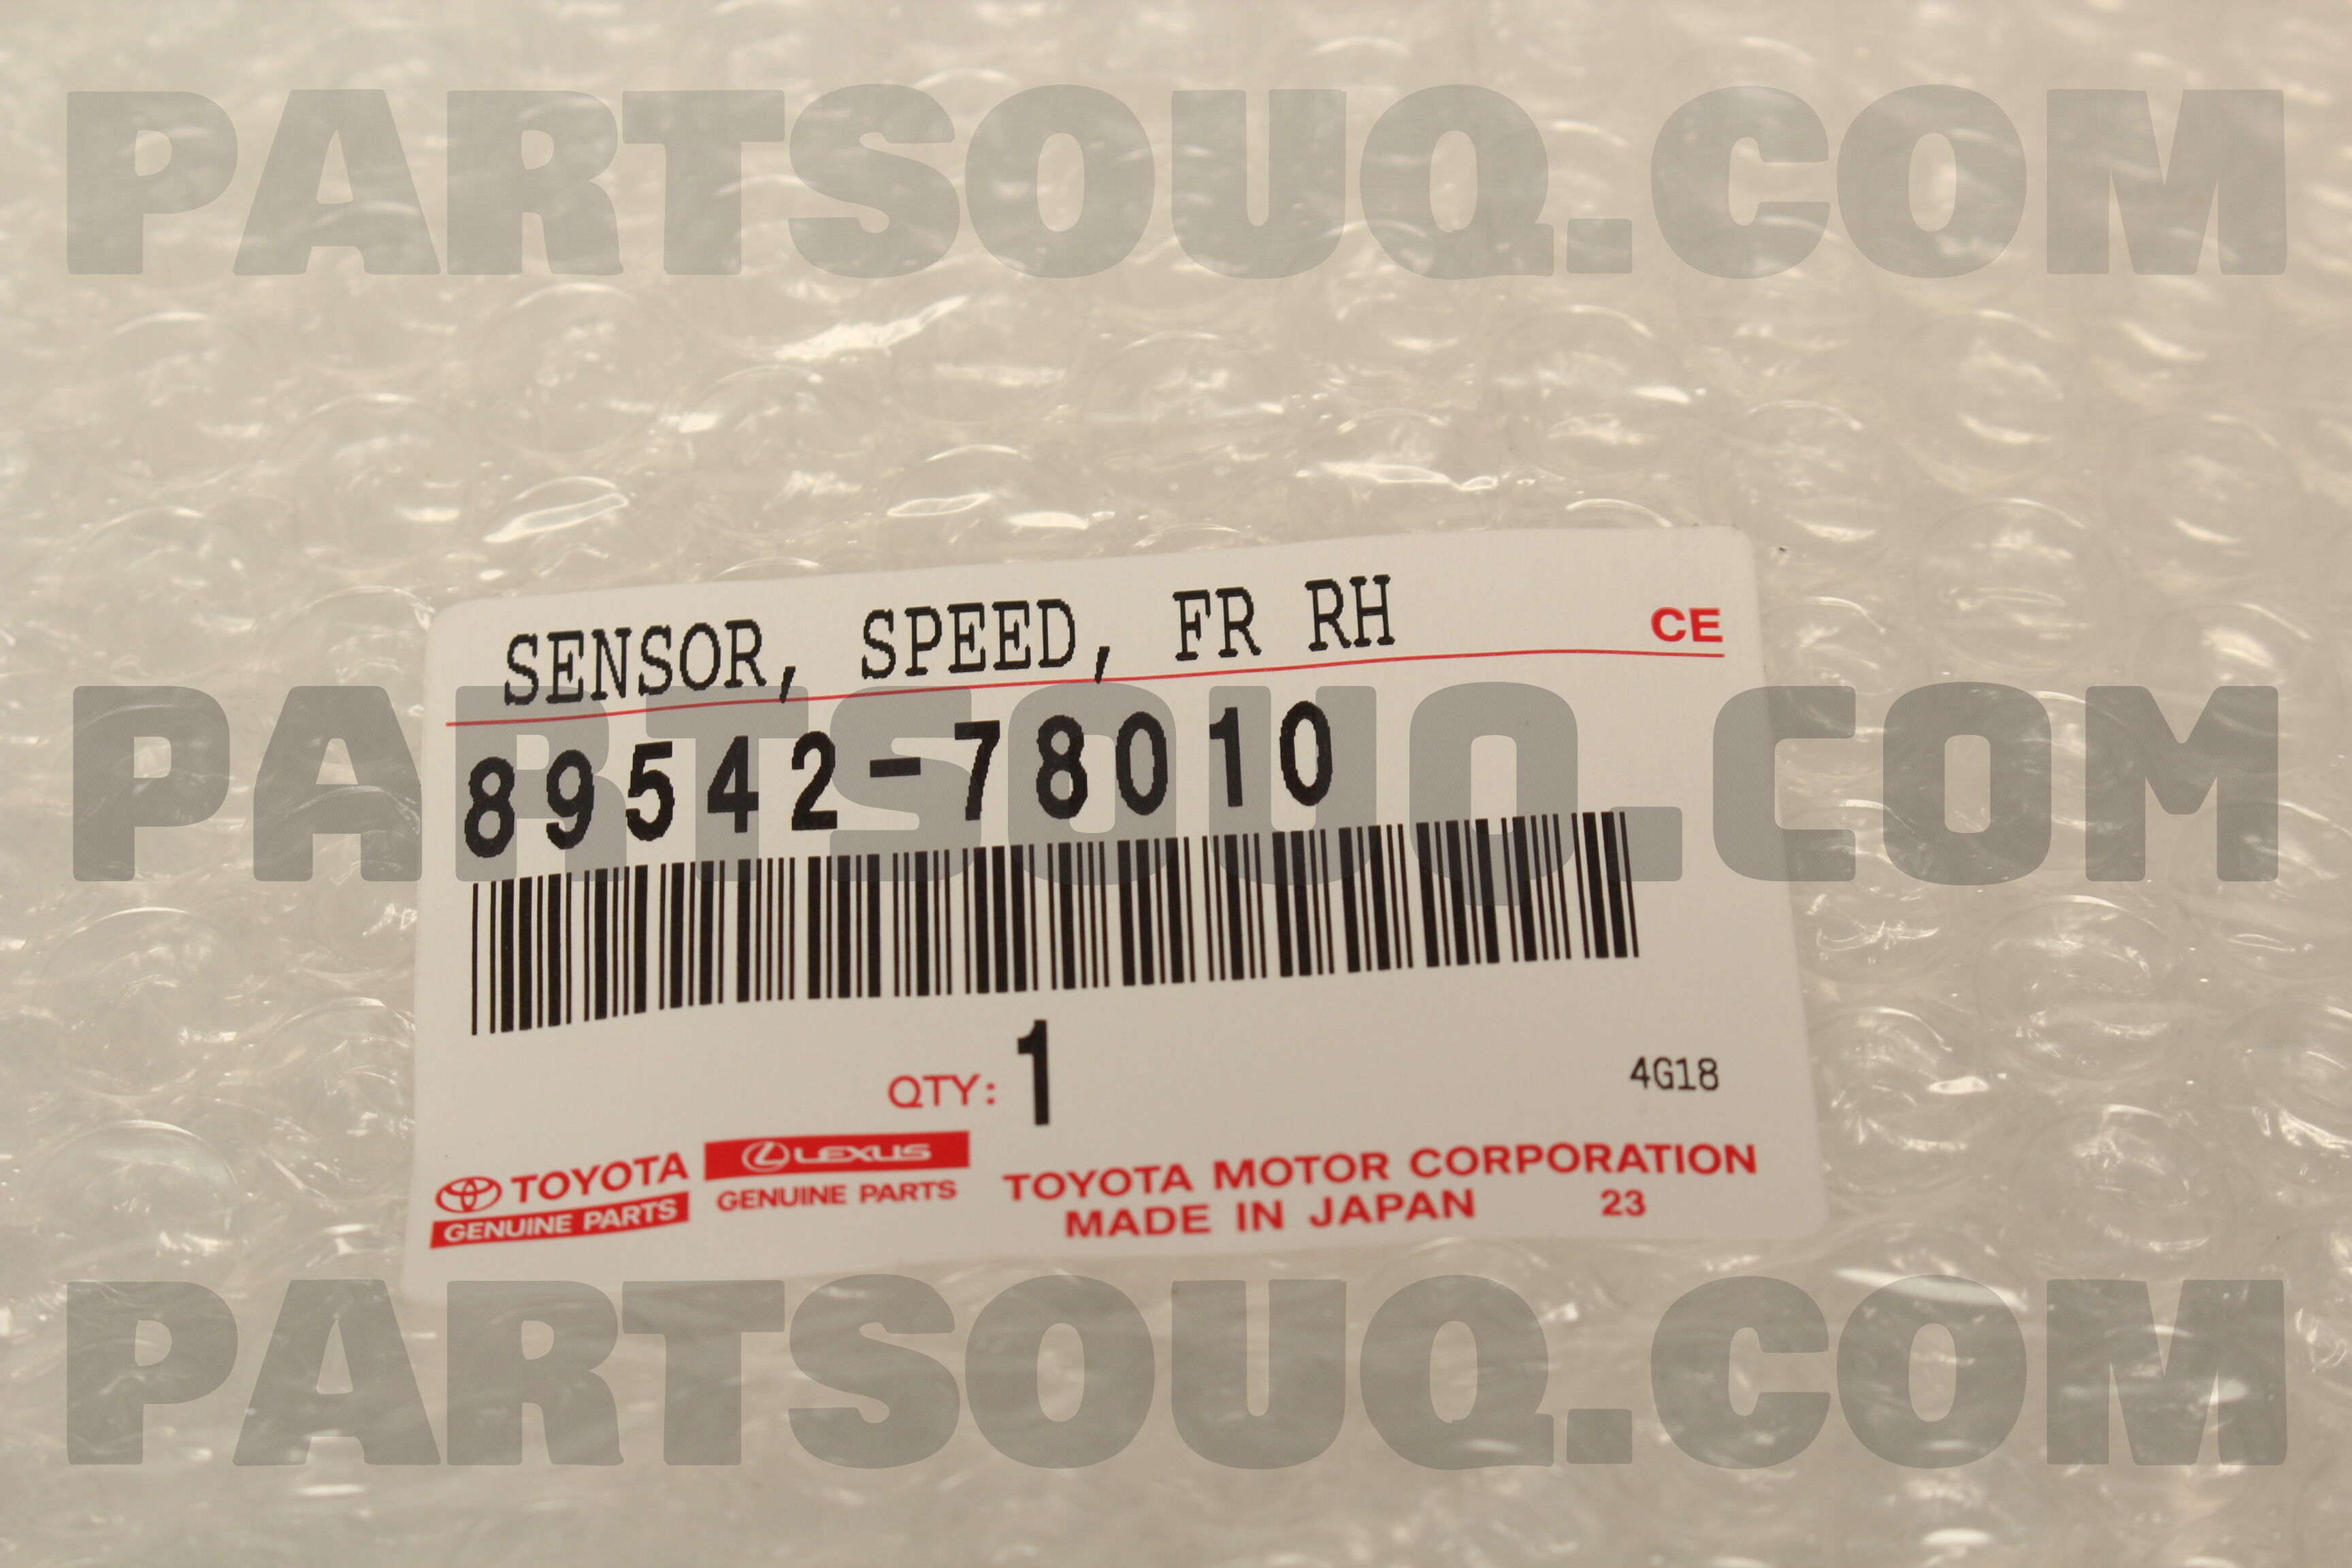 PARTSOUQ.COM
SENSOR, SPEED, FR RH
CE
PARTSOUQ.COM
89542-78010
QTY: 1
4G18
TOYOTA
GENUINE PARTS
LEXUS
GENUINE PARTS
TOYOTA MOTOR CORPORATION
MADE IN JAPAN 23
PARTSOUQ.COM